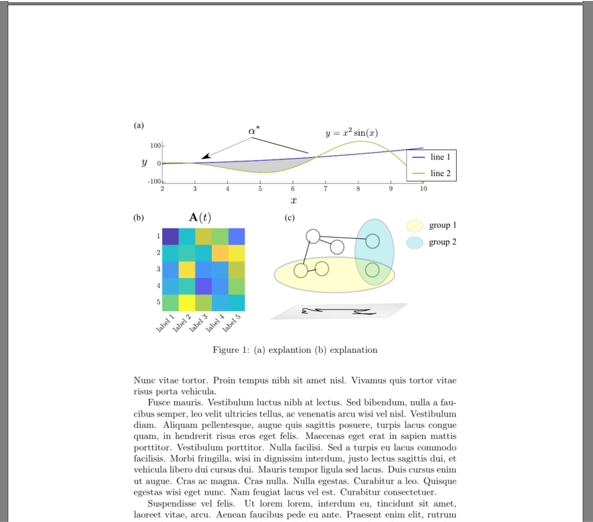 (a)
α*
y = x² sin(x)
y
100
0
-100
line 1
line 2
2 3 4 5 6 7 8 9 10
x
(b) A(t)
1
2
3
4
5
label 1 label 2 label 3 label 4 label 5
(c)
group 1
group 2
Figure 1: (a) explantion (b) explanation
Nunc vitae tortor. Proin tempus nibh sit amet nisl. Vivamus quis tortor vitae
risus porta vehicula.
Fusce mauris. Vestibulum luctus nibh at lectus. Sed bibendum, nulla a fau-
cibus semper, leo velit ultricies tellus, ac venenatis arcu wisi vel nisl. Vestibulum
diam. Aliquam pellentesque, augue quis sagittis posuere, turpis lacus congue
quam, in hendrerit risus eros eget felis. Maecenas eget erat in sapien mattis
porttitor. Vestibulum porttitor. Nulla facilisi. Sed a turpis eu lacus commodo
facilisis. Morbi fringilla, wisi in dignissim interdum, justo lectus sagittis dui, et
vehicula libero dui cursus dui. Mauris tempor ligula sed lacus. Duis cursus enim
ut augue. Cras ac magna. Cras nulla. Nulla egestas. Curabitur a leo. Quisque
egestas wisi eget nunc. Nam feugiat lacus vel est. Curabitur consectetuer.
Suspendisse vel felis. Ut lorem lorem, interdum eu, tincidunt sit amet,
laoreet vitae, arcu. Aenean faucibus pede eu ante. Praesent enim elit, rutrum